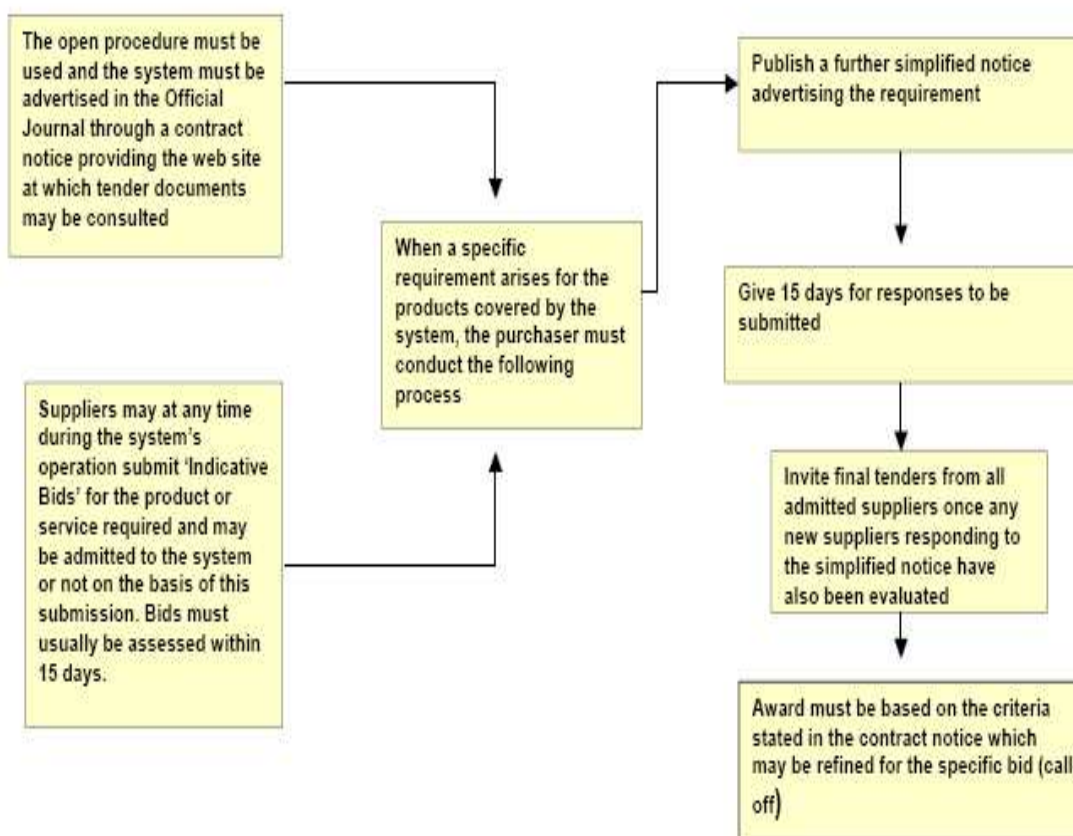 The open procedure must be
used and the system must be
advertised in the Official
Journal through a contract
notice providing the web site
at which tender documents
may be consulted
Suppliers may at any time
during the system's
operation submit 'Indicative
Bids' for the product or
service required and may
be admitted to the system
or not on the basis of this
submission. Bids must
usually be assessed within
15 days.
When a specific
requirement arises for the
products covered by the
system, the purchaser must
conduct the following
process
Publish a further simplified notice
advertising the requirement
Give 15 days for responses to be
submitted
Invite final tenders from all
admitted suppliers once any
new suppliers responding to
the simplified notice have
also been evaluated
Award must be based on the criteria
stated in the contract notice which
may be refined for the specific bid (call
off)